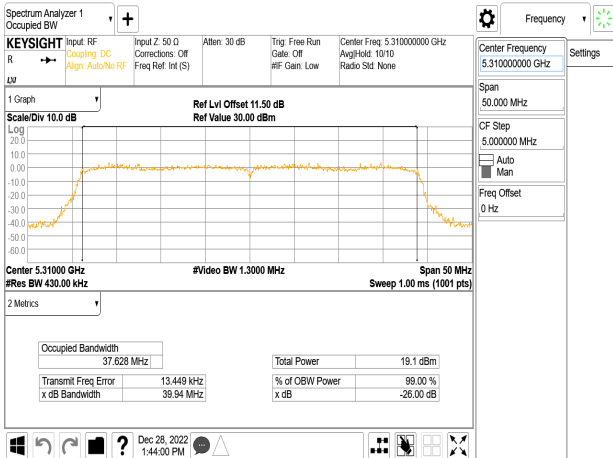 Spectrum Analyzer 1
Occupied BW
Frequency
KEYSIGHT
R
Input: RF
Coupling: DC
Align: Auto/No RF
Input Z: 50 Ω
Corrections: Off
Freq Ref: Int (S)
Atten: 30 dB
Trig: Free Run
Gate: Off
#IF Gain: Low
Center Freq: 5.310000000 GHz
Avg|Hold: 10/10
Radio Std: None
Center Frequency
5.310000000 GHz
Settings
Span
50.000 MHz
CF Step
5.000000 MHz
Auto
Man
Freq Offset
0 Hz
1 Graph
Scale/Div 10.0 dB
Ref Lvl Offset 11.50 dB
Ref Value 30.00 dBm
Log
20.0
10.0
0.00
-10.0
-20.0
-30.0
-40.0
-50.0
-60.0
Center 5.31000 GHz
#Video BW 1.3000 MHz
Span 50 MHz
#Res BW 430.00 kHz
Sweep 1.00 ms (1001 pts)
2 Metrics
Occupied Bandwidth
37.628 MHz
Total Power 19.1 dBm
Transmit Freq Error 13.449 kHz
% of OBW Power 99.00 %
x dB Bandwidth 39.94 MHz
x dB -26.00 dB
?
Dec 28, 2022
1:44:00 PM